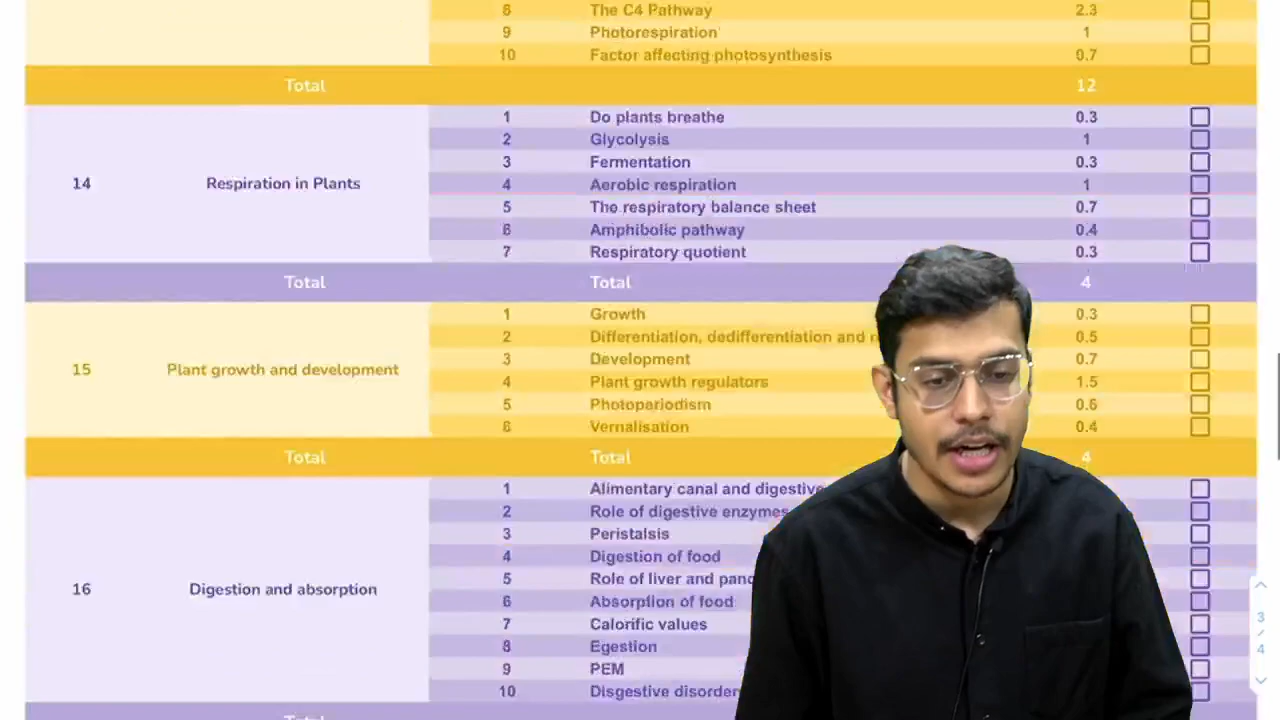 8 The C4 Pathway 2.3
9 Photorespiration 1
10 Factor affecting photosynthesis 0.7
Total 12
1 Do plants breathe 0.3
2 Glycolysis 1
3 Fermentation 0.3
14 Respiration in Plants 4 Aerobic respiration 1
5 The respiratory balance sheet 0.7
6 Amphibolic pathway 0.4
7 Respiratory quotient 0.3
Total Total 4
1 Growth 0.3
2 Differentiation, dedifferentiation and 0.5
3 Development 0.7
15 Plant growth and development 4 Plant growth regulators 1.5
5 Photopariodism 0.6
6 Vernalisation 0.4
Total Total 4
1 Alimentary canal and digestive
2 Role of digestive enzymes
3 Peristalsis
4 Digestion of food
16 Digestion and absorption 5 Role of liver and
6 Absorption of food
7 Calorific values
8 Egestion
9 PEM
10 Disgestive
Total
3
/
4